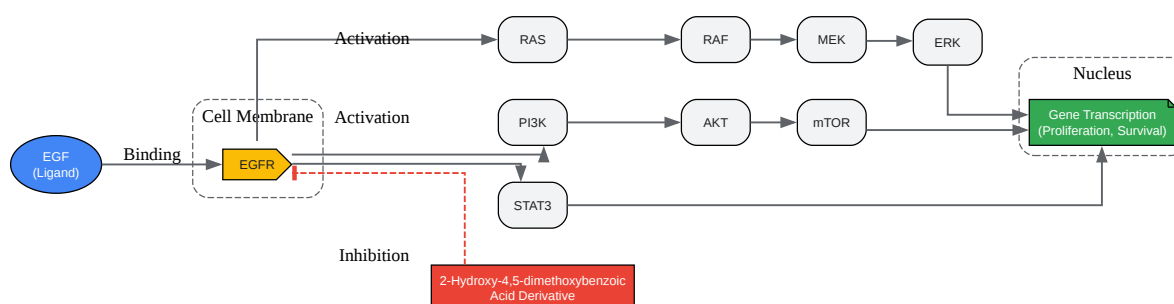 Activation
RAS
RAF
MEK
ERK
Nucleus
Cell Membrane
Activation
PI3K
AKT
mTOR
Gene Transcription
(Proliferation, Survival)
EGF
(Ligand)
Binding
EGFR
STAT3
Inhibition
2-Hydroxy-4,5-dimethoxybenzoic
Acid Derivative